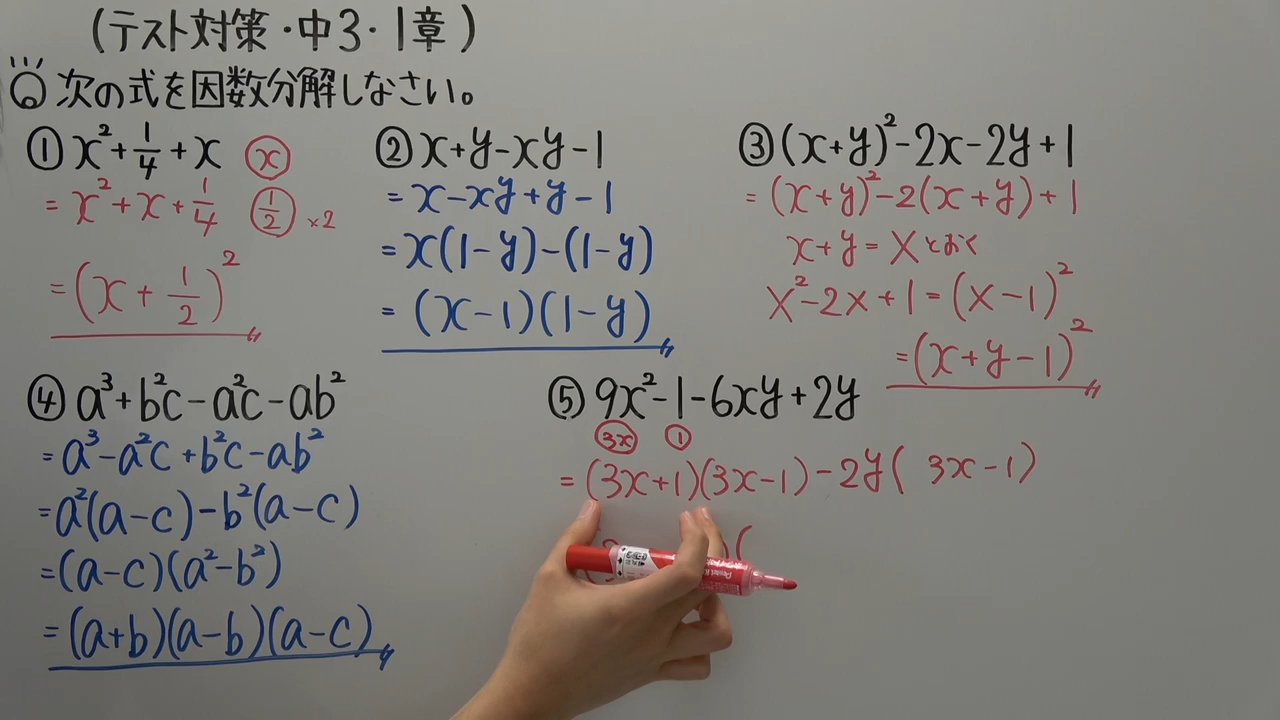 (テスト対策・中3・1章)
次の式を因数分解しなさい。
① x²+1/4+x ⓧ
= x²+x+1/4 (1/2) ×2
= (x+1/2)²
② x+y-xy-1
= x-xy+y-1
= x(1-y)-(1-y)
= (x-1)(1-y)
③ (x+y)²-2x-2y+1
= (x+y)²-2(x+y)+1
x+y=Xとおく
X²-2X+1=(X-1)²
=(x+y-1)²
④ a³+b²c-a²c-ab²
= a³-a²c+b²c-ab²
= a²(a-c)-b²(a-c)
= (a-c)(a²-b²)
= (a+b)(a-b)(a-c)
⑤ 9x²-1-6xy+2y
3x 1
= (3x+1)(3x-1)-2y( 3x-1)
(3 )(
Pentel